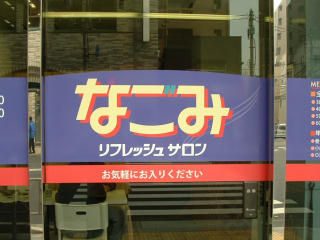 なごみ
リフレッシュ サロン
お気軽にお入りください